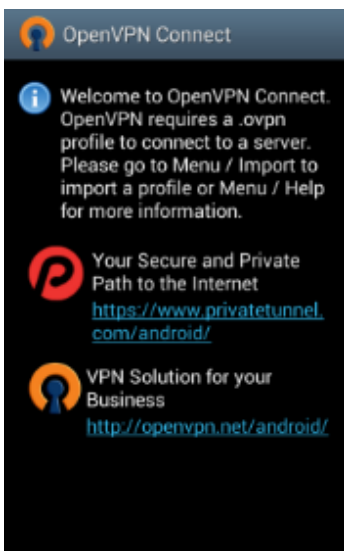 OpenVPN Connect
Welcome to OpenVPN Connect.
OpenVPN requires a .ovpn
profile to connect to a server.
Please go to Menu / Import to
import a profile or Menu / Help
for more information.
Your Secure and Private
Path to the Internet
https://www.privatetunnel.
com/android/
VPN Solution for your
Business
http://openvpn.net/android/